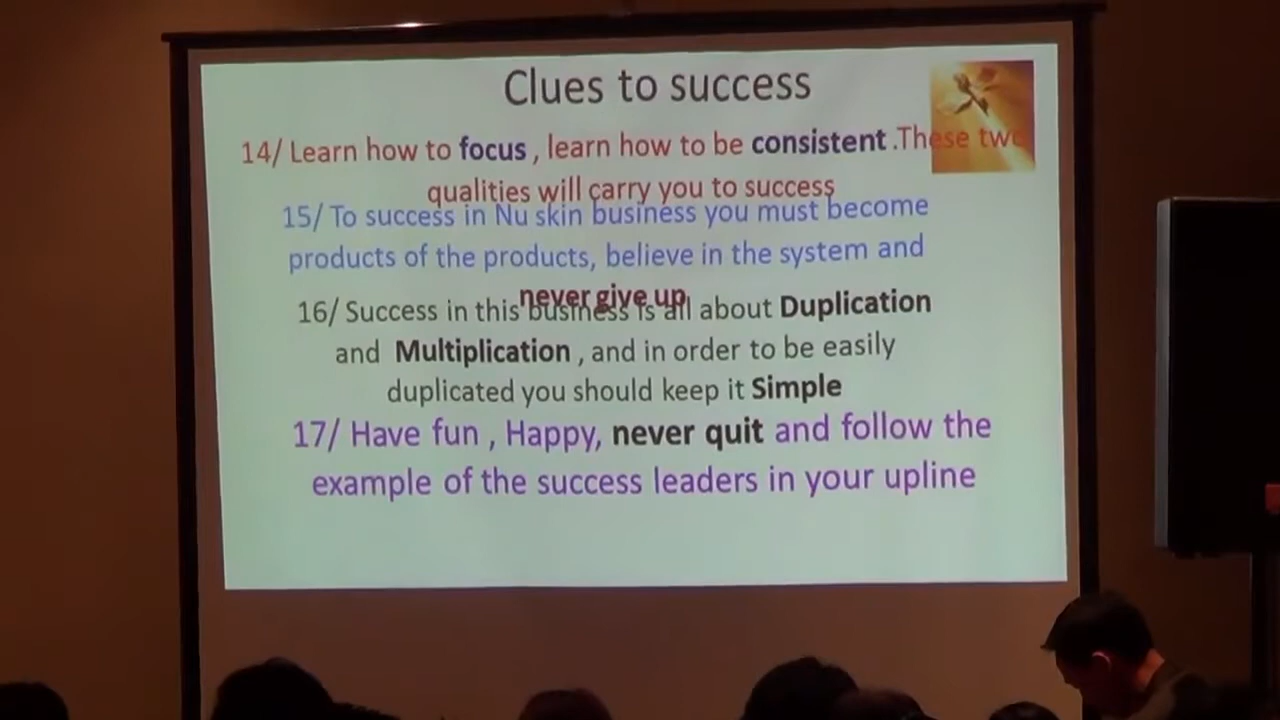 Clues to success
14/ Learn how to focus , learn how to be consistent .These two
qualities will carry you to success
15/ To success in Nu skin business you must become
products of the products, believe in the system and
never give up
16/ Success in this business is all about Duplication
and Multiplication , and in order to be easily
duplicated you should keep it Simple
17/ Have fun , Happy, never quit and follow the
example of the success leaders in your upline